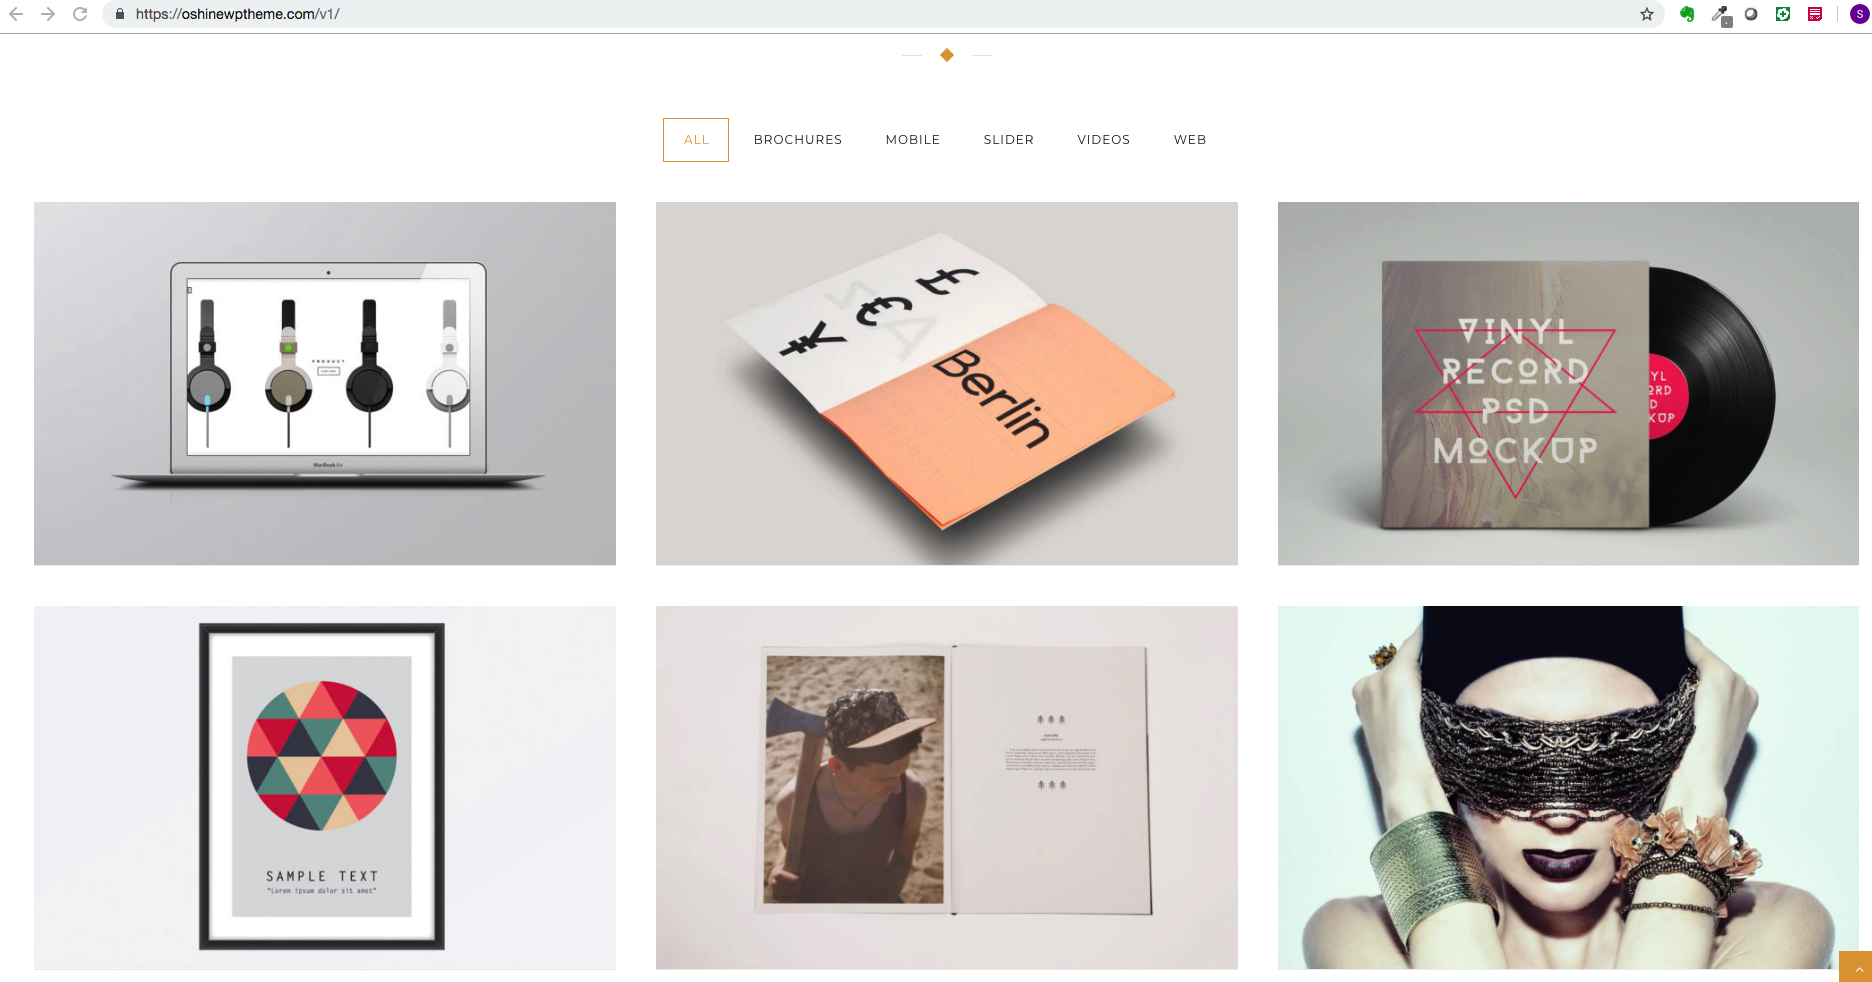 https://oshinewptheme.com/v1/
S
ALL
BROCHURES
MOBILE
SLIDER
VIDEOS
WEB
PRODUCT
MacBook Air
¥ € £
Berlin
VINYL
RECORD
PSD
MOCKUP
YL
ORD
D
KUP
SAMPLE TEXT
"Lorem ipsum dolor sit amet"